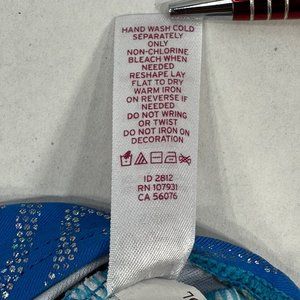 HAND WASH COLD
SEPARATELY
ONLY
NON-CHLORINE
BLEACH WHEN
NEEDED
RESHAPE LAY
FLAT TO DRY
WARM IRON
ON REVERSE IF
NEEDED
DO NOT WRING
OR TWIST
DO NOT IRON ON
DECORATION
ID 2812
RN 107931
CA 56076